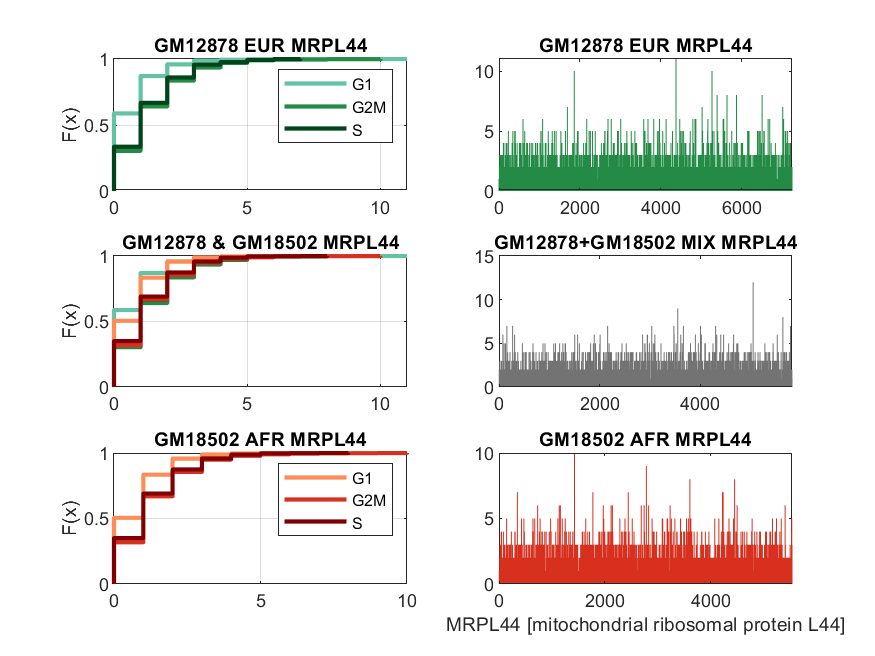 GM12878 EUR MRPL44
F(x)
1
0.5
0
0 5 10
G1
G2M
S
GM12878 EUR MRPL44
10
5
0
0 2000 4000 6000
GM12878 & GM18502 MRPL44
F(x)
1
0.5
0
0 5 10
GM12878+GM18502 MIX MRPL44
15
10
5
0
0 2000 4000
GM18502 AFR MRPL44
F(x)
1
0.5
0
0 5 10
G1
G2M
S
GM18502 AFR MRPL44
10
5
0
0 2000 4000
MRPL44 [mitochondrial ribosomal protein L44]